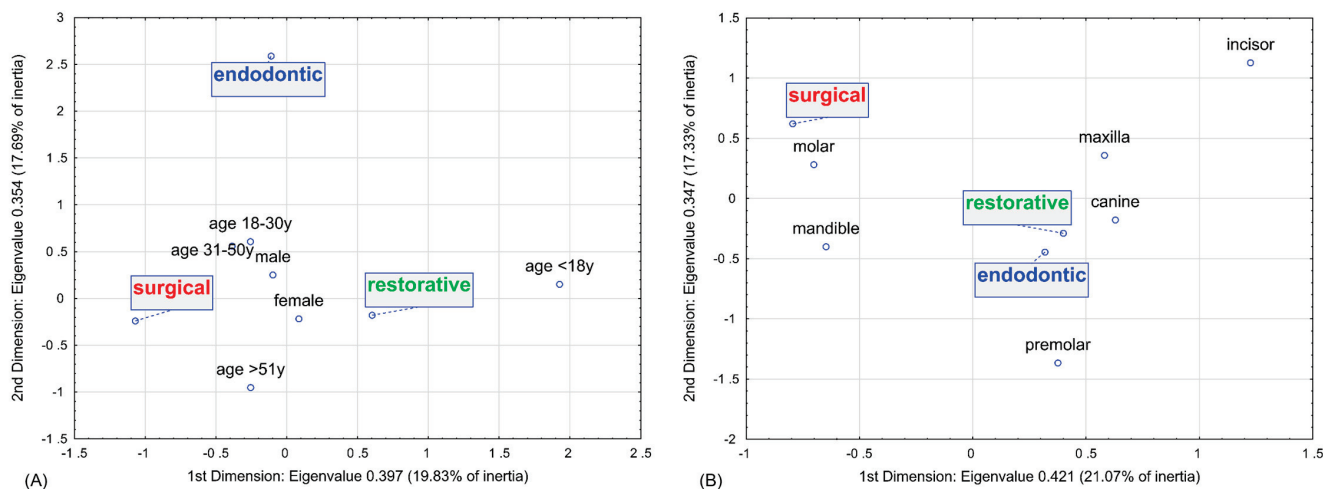 3
2.5
2
1.5
1
0.5
0
-0.5
-1
-1.5
2nd Dimension: Eigenvalue 0.354 (17.69% of inertia)
endodontic
age 18-30y
age 31-50y
male
age <18y
surgical
restorative
female
age >51y
-1.5 -1 -0.5 0 0.5 1 1.5 2 2.5
1st Dimension: Eigenvalue 0.397 (19.83% of inertia)
(A)
1.5
1
0.5
0
-0.5
-1
-1.5
-2
2nd Dimension: Eigenvalue 0.347 (17.33% of inertia)
incisor
surgical
maxilla
molar
restorative
canine
mandible
endodontic
premolar
-1 -0.5 0 0.5 1 1.5
1st Dimension: Eigenvalue 0.421 (21.07% of inertia)
(B)